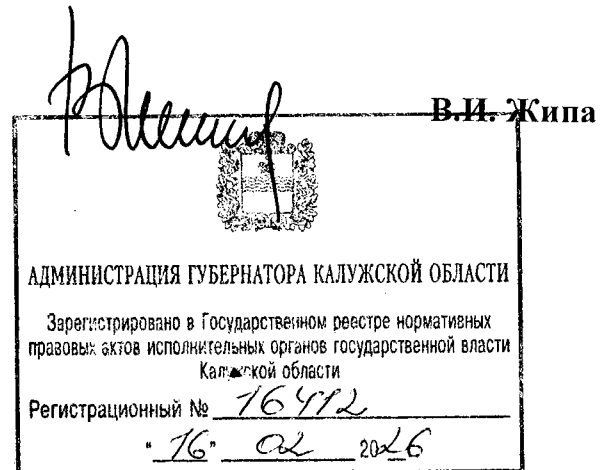 В.И. Жипа
АДМИНИСТРАЦИЯ ГУБЕРНАТОРА КАЛУЖСКОЙ ОБЛАСТИ
Зарегистрировано в Государственном реестре нормативных
правовых актов исполнительных органов государственной власти
Калужской области
Регистрационный № 16412
"16" 02 2026